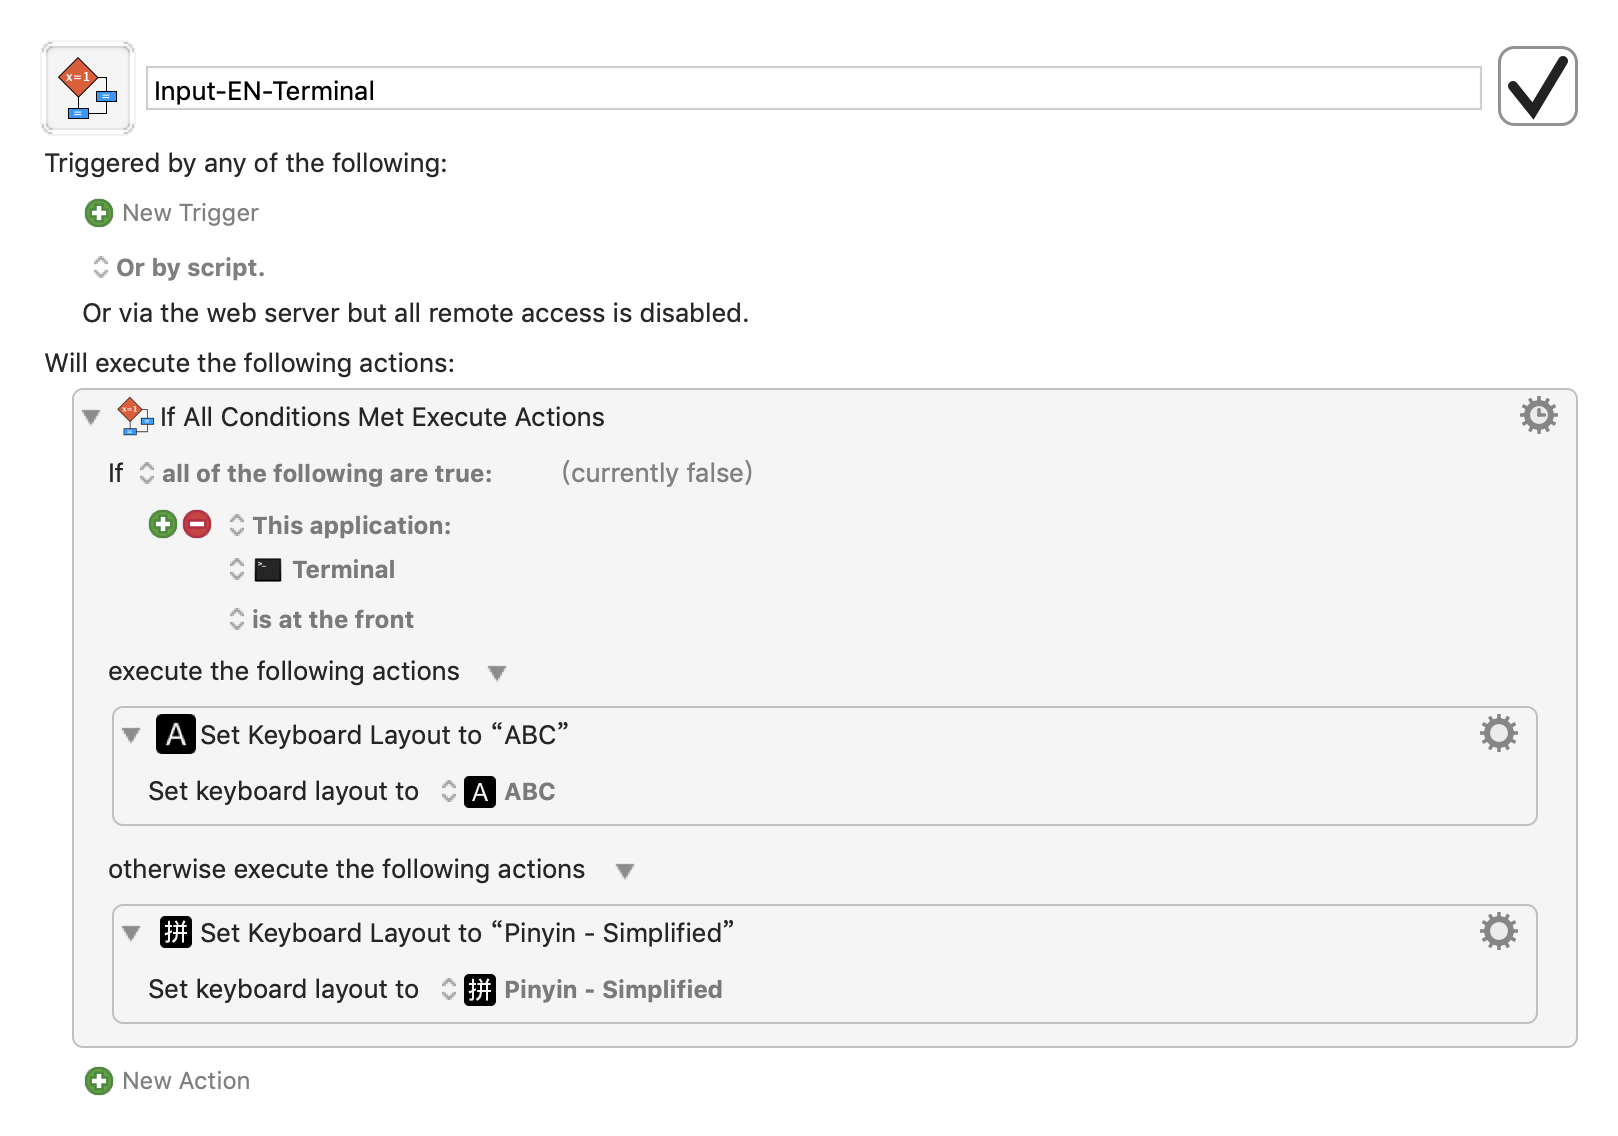 x=1
Input-EN-Terminal
Triggered by any of the following:
New Trigger
Or by script.
Or via the web server but all remote access is disabled.
Will execute the following actions:
x=1 If All Conditions Met Execute Actions
If all of the following are true: (currently false)
This application:
>_ Terminal
is at the front
execute the following actions
A Set Keyboard Layout to “ABC”
Set keyboard layout to A ABC
otherwise execute the following actions
拼 Set Keyboard Layout to “Pinyin - Simplified”
Set keyboard layout to 拼 Pinyin - Simplified
New Action